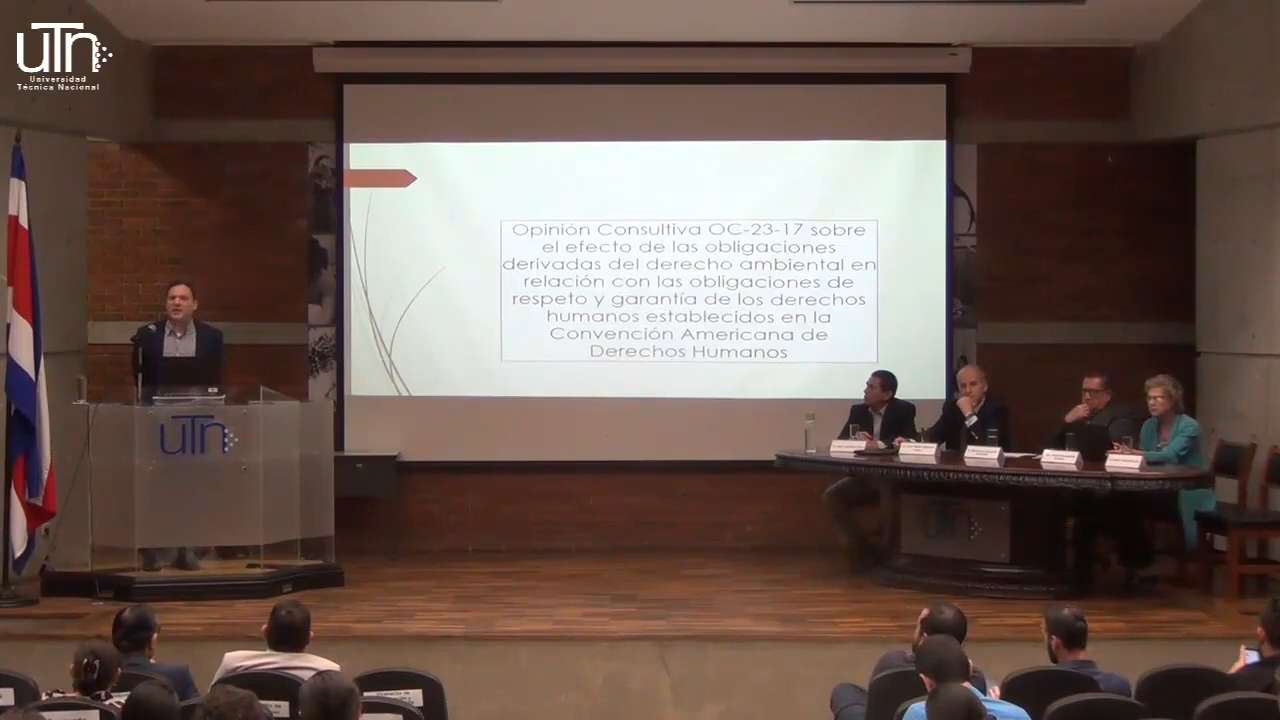 uTn
Universidad
Técnica Nacional
Opinión Consultiva OC-23-17 sobre
el efecto de las obligaciones
derivadas del derecho ambiental en
relación con las obligaciones de
respeto y garantía de los derechos
humanos establecidos en la
Convención Americana de
Derechos Humanos
uTn